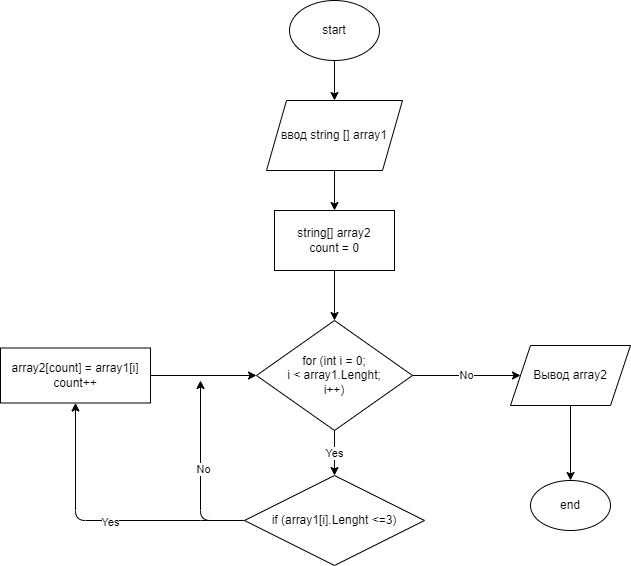 start
ввод string [] array1
string[] array2
count = 0
for (int i = 0;
i < array1.Lenght;
i++)
No
Вывод array2
array2[count] = array1[i]
count++
Yes
No
if (array1[i].Lenght <=3)
Yes
end